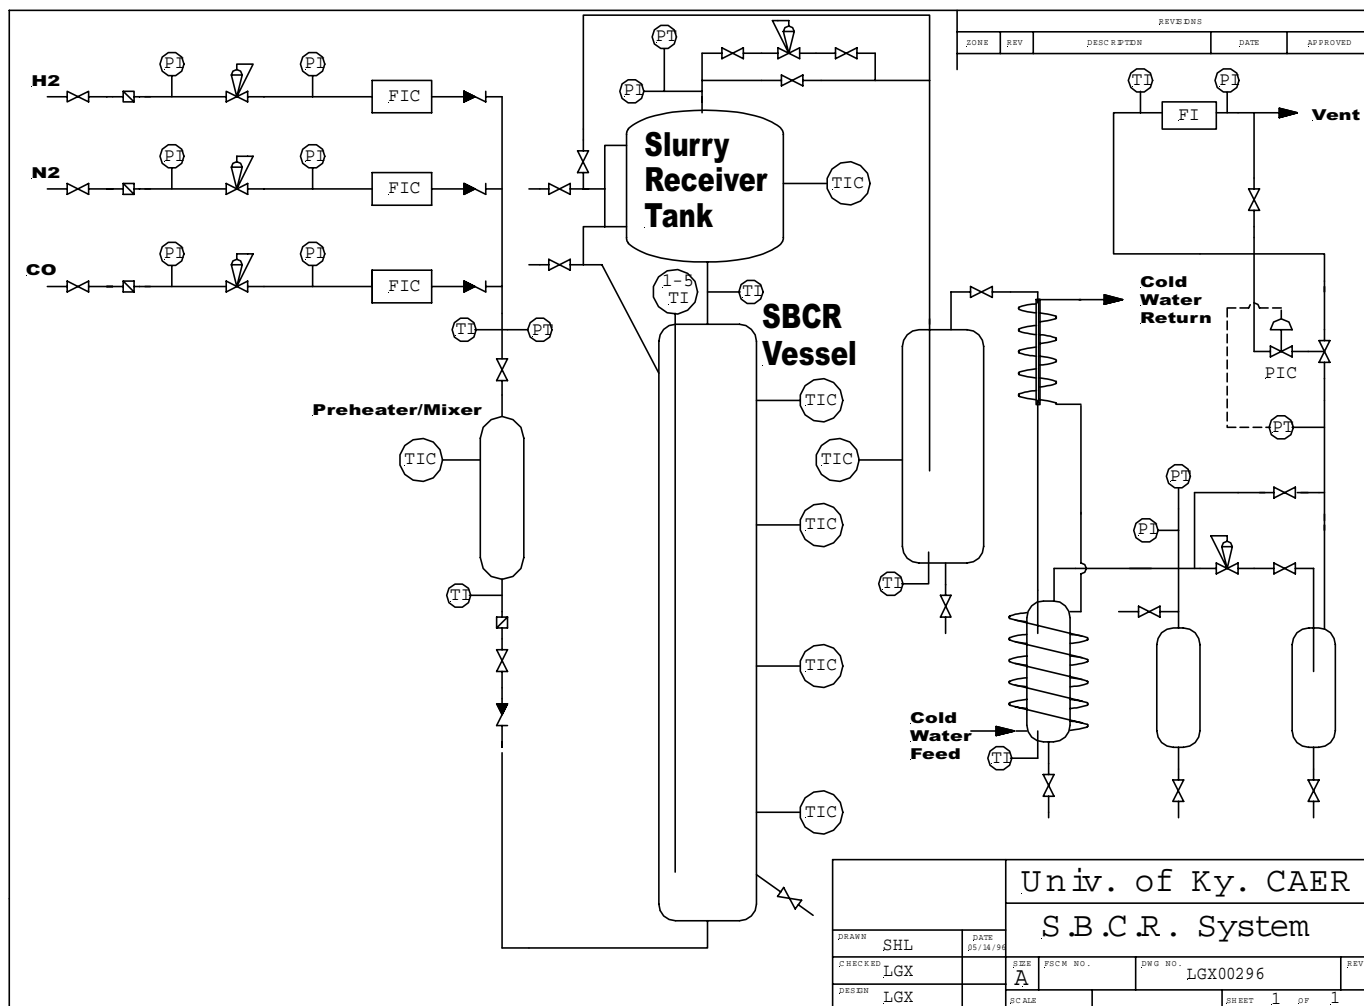 REVISIONS
ZONE REV DESCRIPTION DATE APPROVED
PT
PI PI
H2
FIC
PI
TI PI
FI
Vent
PI PI
N2
FIC
Slurry
Receiver
Tank
TIC
PI PI
CO
FIC
1-5
TI
TI
Cold
Water
Return
TI PT
SBCR
Vessel
PIC
Preheater/Mixer
TIC
PT
TIC
TIC
PT
TIC
PI
TI
TI
TIC
Cold
Water
Feed
TI
TIC
Univ. of Ky. CAER
S.B.C.R. System
DRAWN SHL DATE
05/14/96
CHECKED LGX
SIZE A FSCM NO. DWG NO. LGX00296 REV
DESIGN LGX
SCALE SHEET 1 OF 1